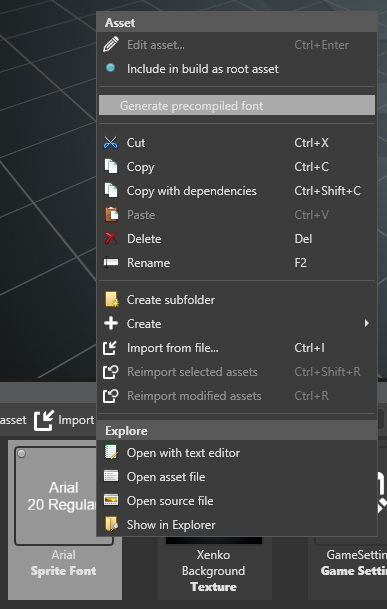 Asset
Edit asset... Ctrl+Enter
Include in build as root asset
Generate precompiled font
Cut Ctrl+X
Copy Ctrl+C
Copy with dependencies Ctrl+Shift+C
Paste Ctrl+V
Delete Del
Rename F2
Create subfolder
Create
Import from file... Ctrl+I
Reimport selected assets Ctrl+Shift+R
Reimport modified assets Ctrl+R
asset Import
Explore
Open with text editor
Open asset file
Open source file
Show in Explorer
Arial
20 Regula
Arial
Sprite Font
Xenko
Background
Texture
GameSettin
Game Setti